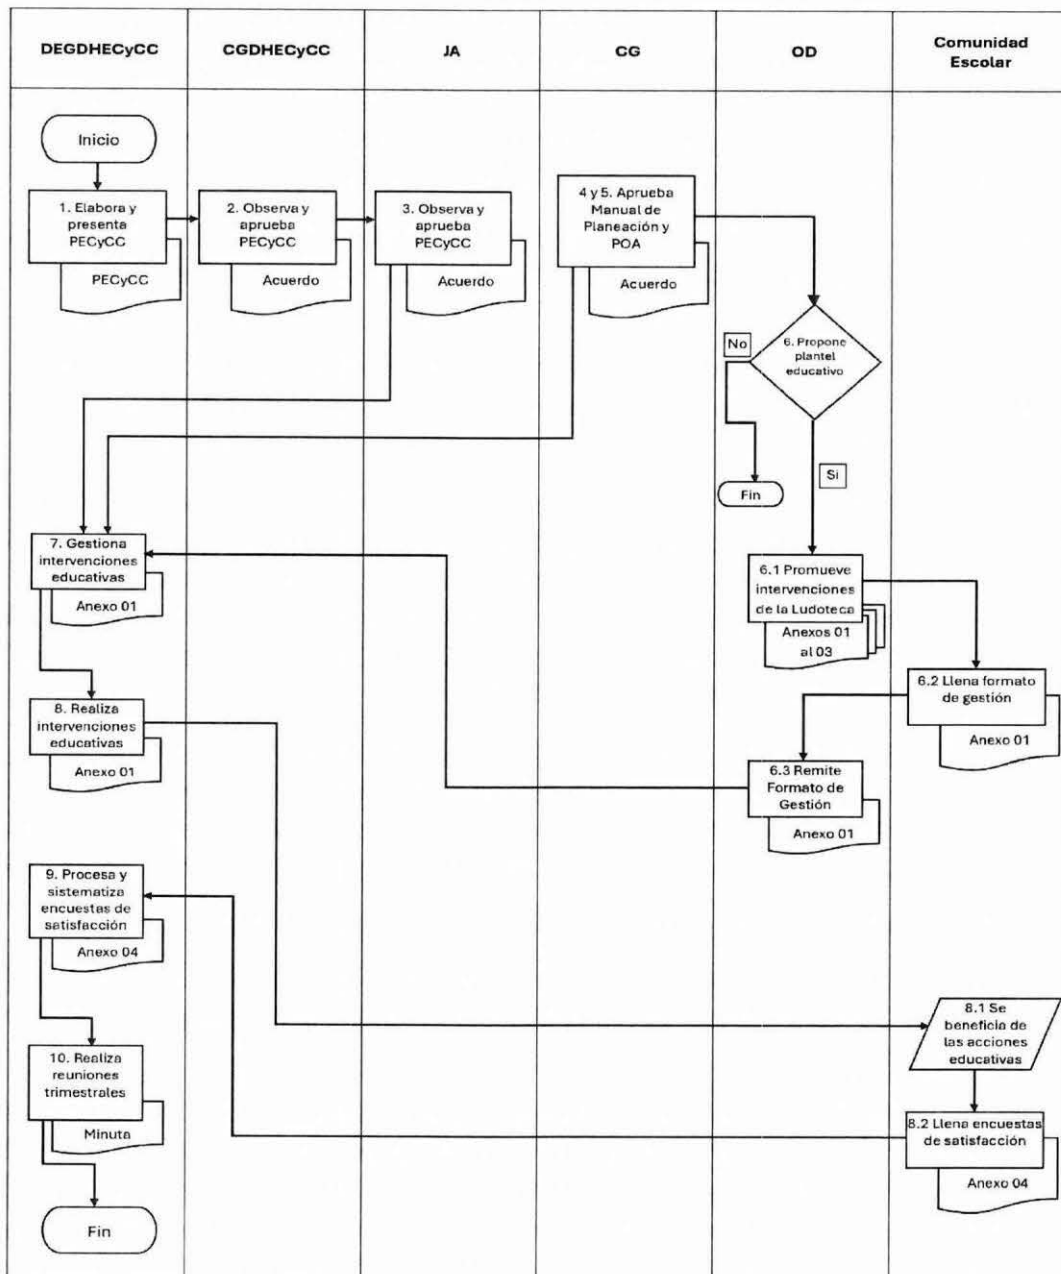 DEGDHECyCC
CGDHECyCC
JA
CG
OD
Comunidad
Escolar
Inicio
1. Elabora y
presenta
PECyCC
PECyCC
2. Observa y
aprueba
PECyCC
Acuerdo
3. Observa y
aprueba
PECyCC
Acuerdo
4 y 5. Aprueba
Manual de
Planeación y
POA
Acuerdo
6. Propone
plantel
educativo
No
Fin
Si
7. Gestiona
intervenciones
educativas
Anexo 01
6.1 Promueve
intervenciones
de la Ludoteca
Anexos 01
al 03
6.2 Llena formato
de gestión
Anexo 01
8. Realiza
intervenciones
educativas
Anexo 01
6.3 Remite
Formato de
Gestión
Anexo 01
9. Procesa y
sistematiza
encuestas de
satisfacción
Anexo 04
8.1 Se
beneficia de
las acciones
educativas
10. Realiza
reuniones
trimestrales
Minuta
8.2 Llena encuestas
de satisfacción
Anexo 04
Fin